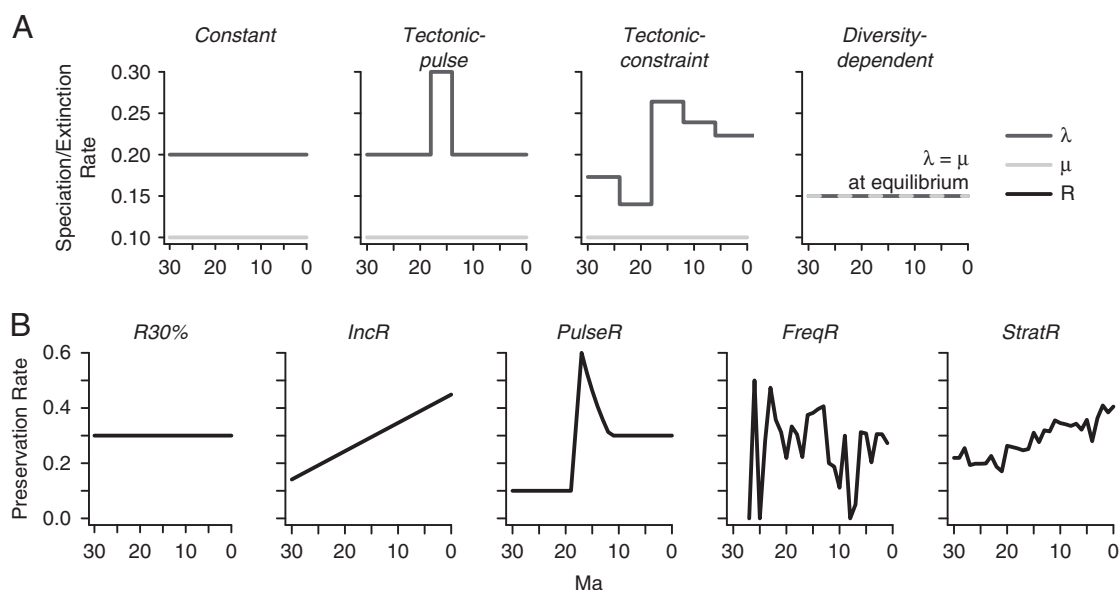 A
Constant
Tectonic-
pulse
Tectonic-
constraint
Diversity-
dependent
Speciation/Extinction
Rate
0.30
0.25
0.20
0.15
0.10
30 20 10 0
30 20 10 0
30 20 10 0
30 20 10 0
λ = μ
at equilibrium
λ
μ
R
B
R30%
IncR
PulseR
FreqR
StratR
Preservation Rate
0.6
0.4
0.2
0.0
30 20 10 0
30 20 10 0
30 20 10 0
30 20 10 0
30 20 10 0
Ma